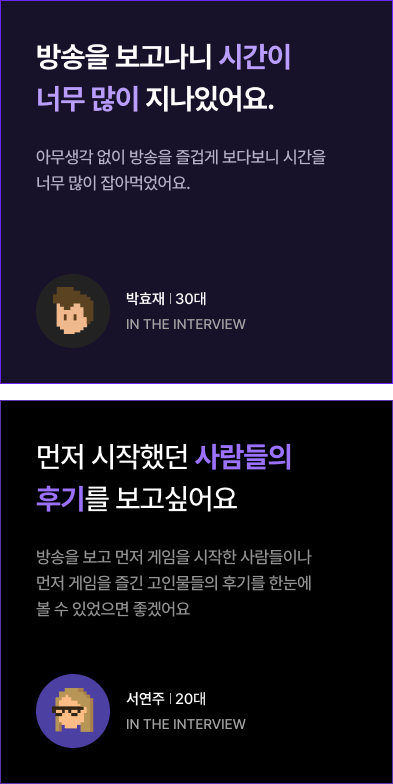 방송을 보고나니 시간이
너무 많이 지나있어요.
아무생각 없이 방송을 즐겁게 보다보니 시간을
너무 많이 잡아먹었어요.
박효재 | 30대
IN THE INTERVIEW
먼저 시작했던 사람들의
후기를 보고싶어요
방송을 보고 먼저 게임을 시작한 사람들이나
먼저 게임을 즐긴 고인물들의 후기를 한눈에
볼 수 있었으면 좋겠어요
서연주 | 20대
IN THE INTERVIEW